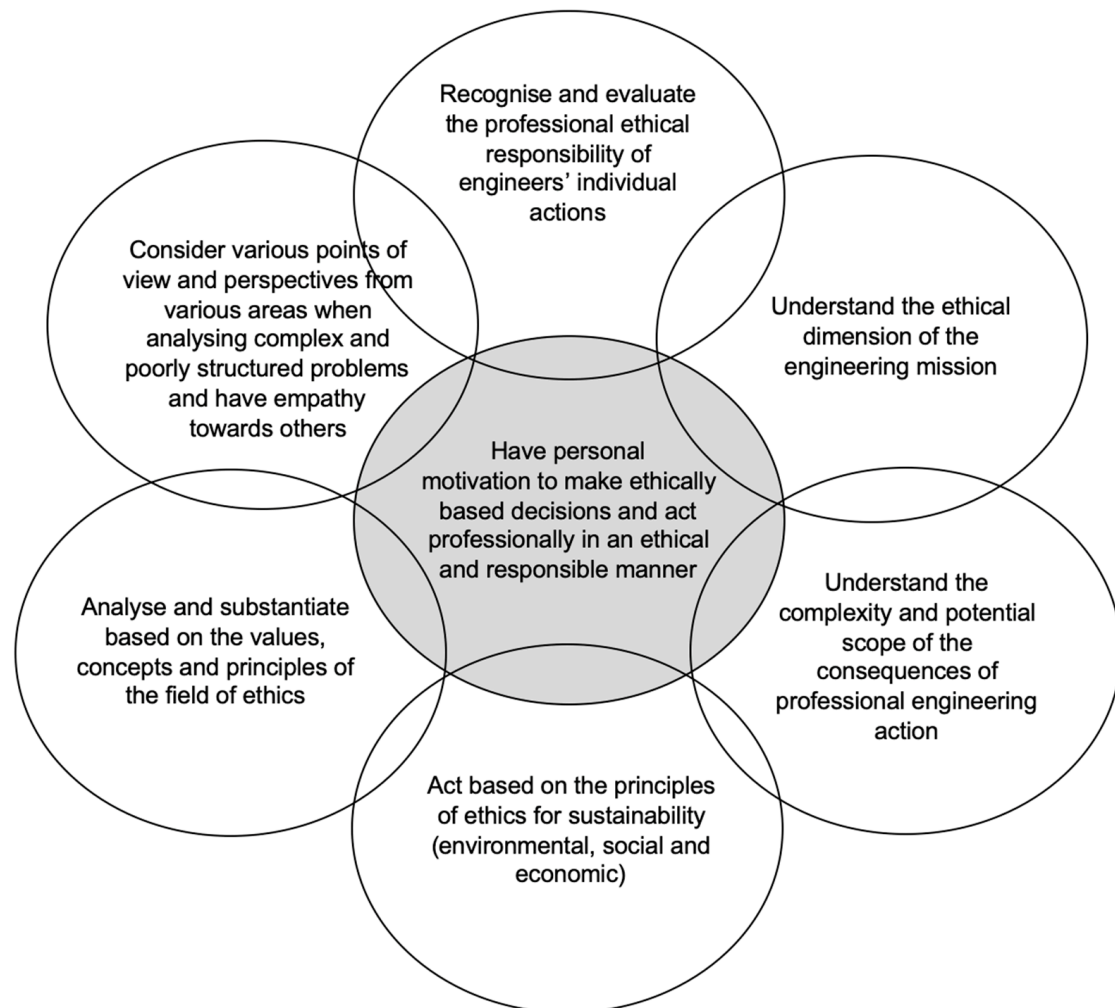 Recognise and evaluate
the professional ethical
responsibility of
engineers’ individual
actions
Consider various points of
view and perspectives from
various areas when
analysing complex and
poorly structured problems
and have empathy
towards others
Understand the ethical
dimension of the
engineering mission
Have personal
motivation to make ethically
based decisions and act
professionally in an ethical
and responsible manner
Analyse and substantiate
based on the values,
concepts and principles of
the field of ethics
Understand the
complexity and potential
scope of the
consequences of
professional engineering
action
Act based on the principles
of ethics for sustainability
(environmental, social and
economic)